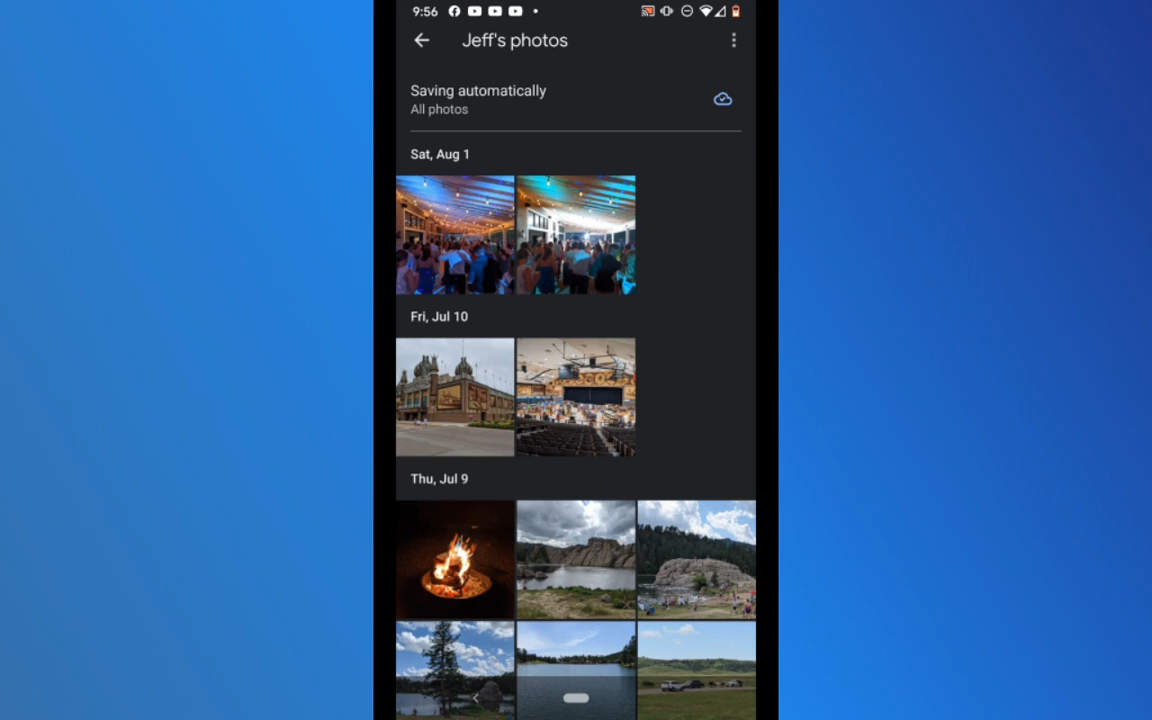 9:56
Jeff's photos
Saving automatically
All photos
Sat, Aug 1
Fri, Jul 10
Thu, Jul 9